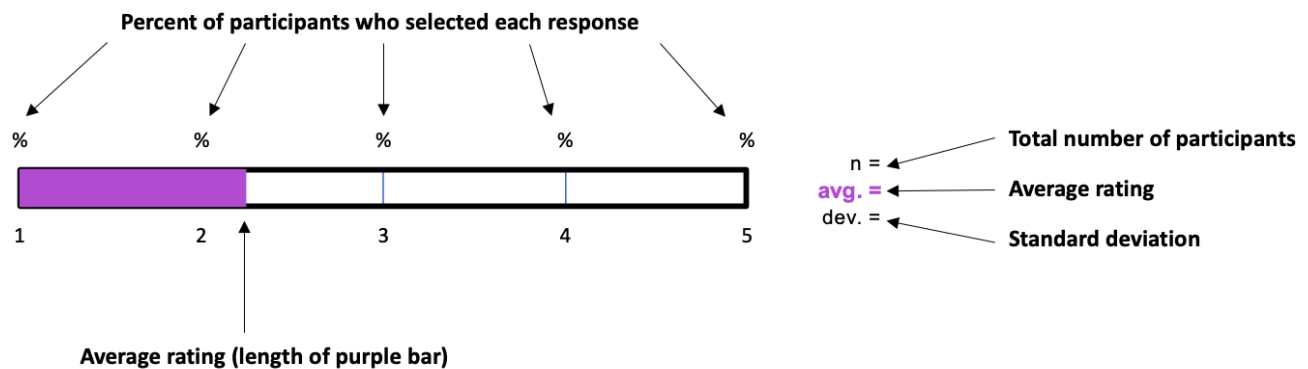 Percent of participants who selected each response
% % % % %
Total number of participants
n =
avg. =
Average rating
dev. =
Standard deviation
1 2 3 4 5
Average rating (length of purple bar)